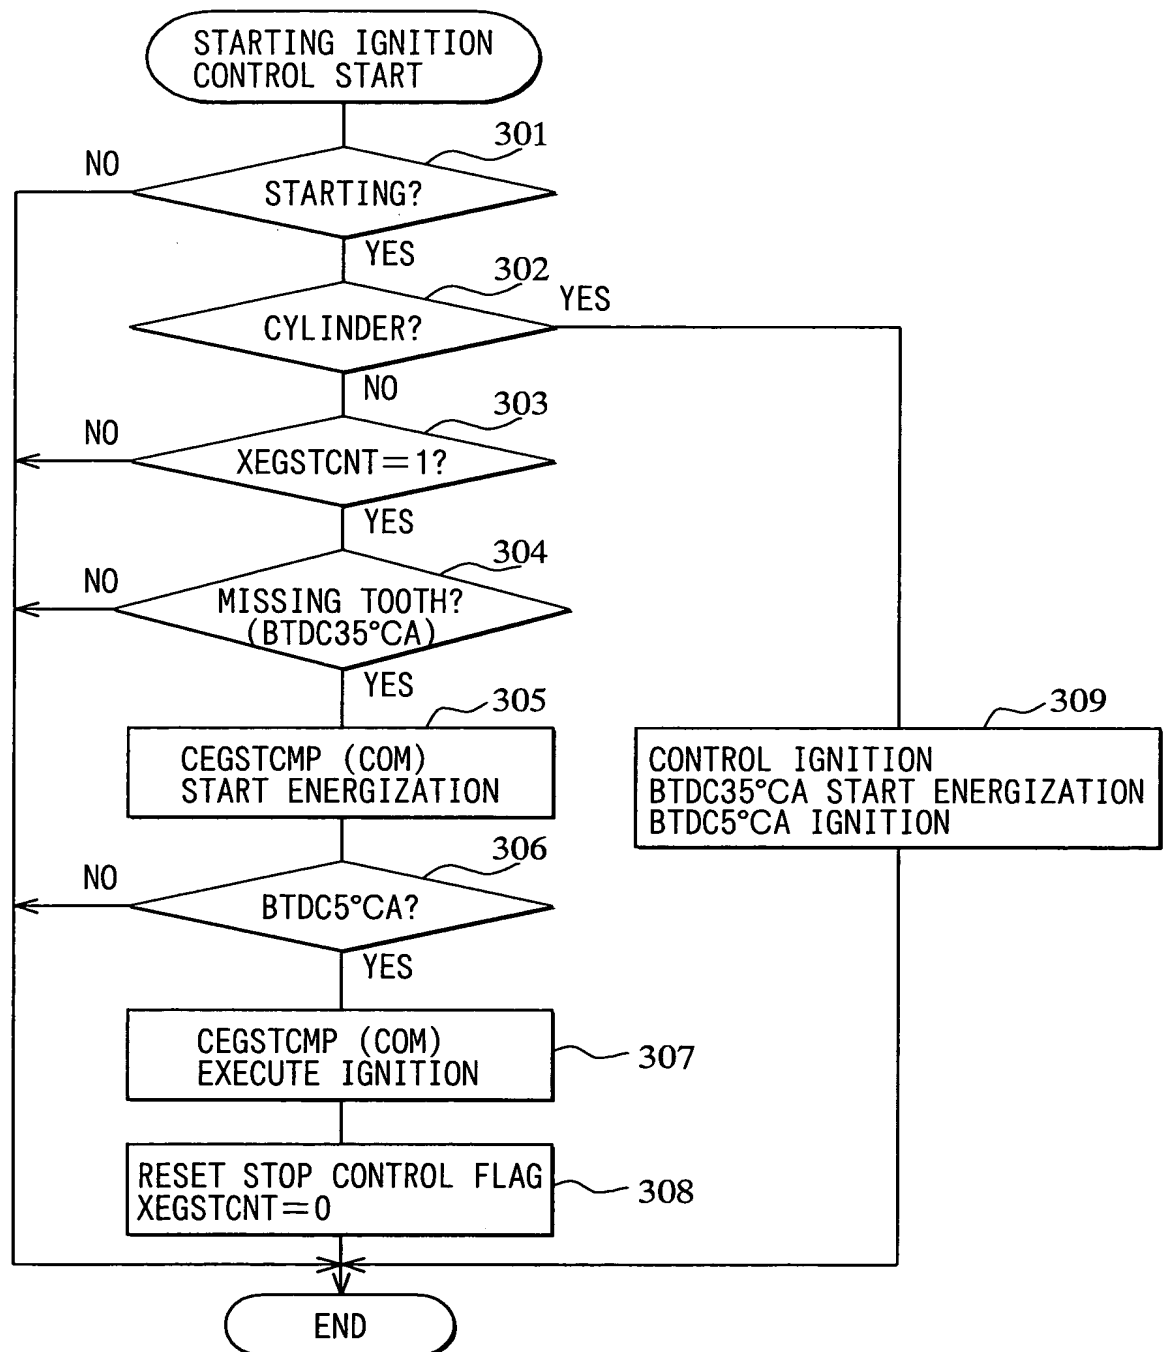 STARTING IGNITION
CONTROL START
301
NO
STARTING?
YES
302
YES
CYLINDER?
NO
303
NO
XEGSTCNT=1?
YES
304
NO
MISSING TOOTH?
(BTDC35°CA)
YES
305
CEGSTCMP (COM)
START ENERGIZATION
309
CONTROL IGNITION
BTDC35°CA START ENERGIZATION
BTDC5°CA IGNITION
306
NO
BTDC5°CA?
YES
CEGSTCMP (COM)
EXECUTE IGNITION
307
RESET STOP CONTROL FLAG
XEGSTCNT=0
308
END